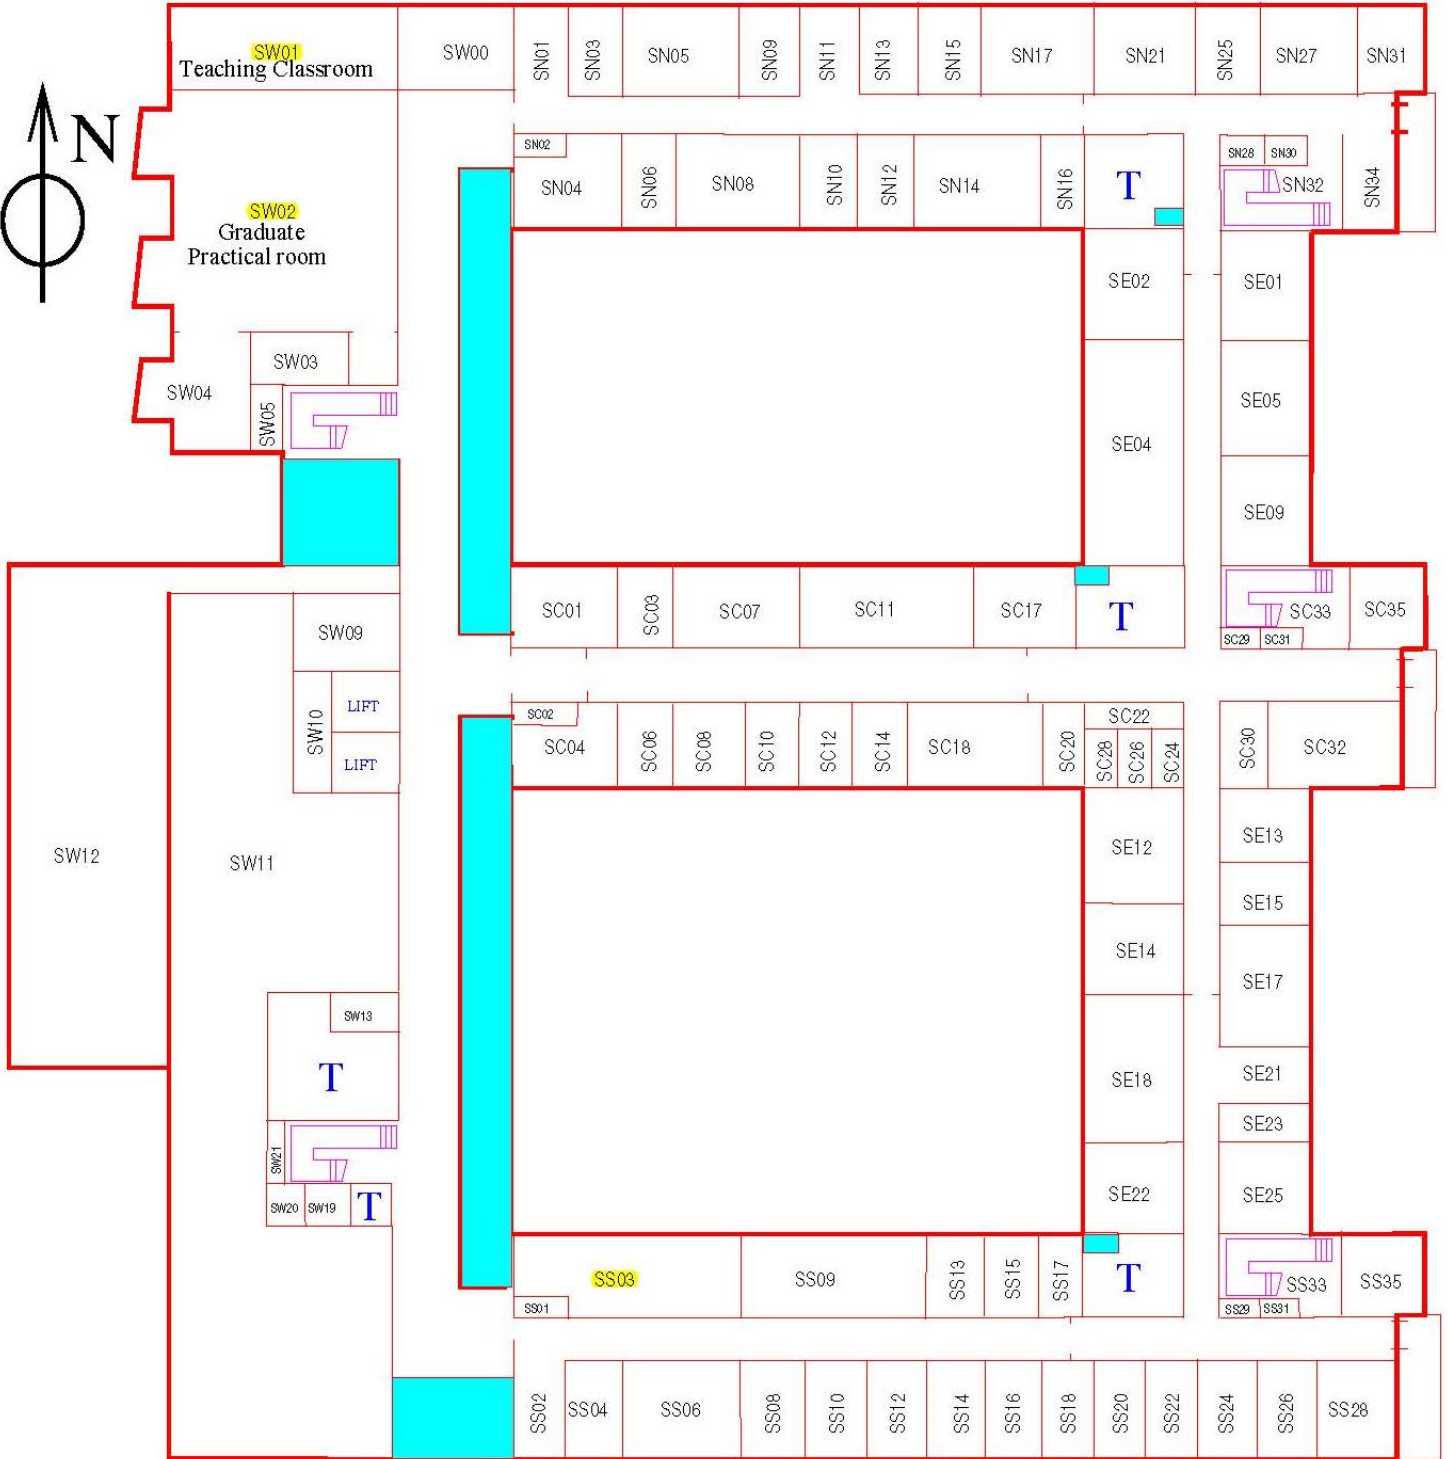 SW01
Teaching Classroom
SW00
SN01
SN03
SN05
SN09
SN11
SN13
SN15
SN17
SN21
SN25
SN27
SN31
N
SN02
SN04
SN06
SN08
SN10
SN12
SN14
SN16
T
SN28
SN30
SN32
SN34
SW02
Graduate
Practical room
SE02
SE01
SW03
SW04
SW05
SE05
SE04
SE09
SC01
SC03
SC07
SC11
SC17
T
SC33
SC35
SC29
SC31
SW09
SW10
LIFT
LIFT
SC02
SC04
SC06
SC08
SC10
SC12
SC14
SC18
SC20
SC22
SC28
SC26
SC24
SC30
SC32
SW12
SW11
SE12
SE13
SE15
SE14
SE17
SW13
T
SE18
SE21
SE23
SW21
SW20
SW19
T
SE22
SE25
SS03
SS01
SS09
SS13
SS15
SS17
T
SS33
SS35
SS29
SS31
SS02
SS04
SS06
SS08
SS10
SS12
SS14
SS16
SS18
SS20
SS22
SS24
SS26
SS28